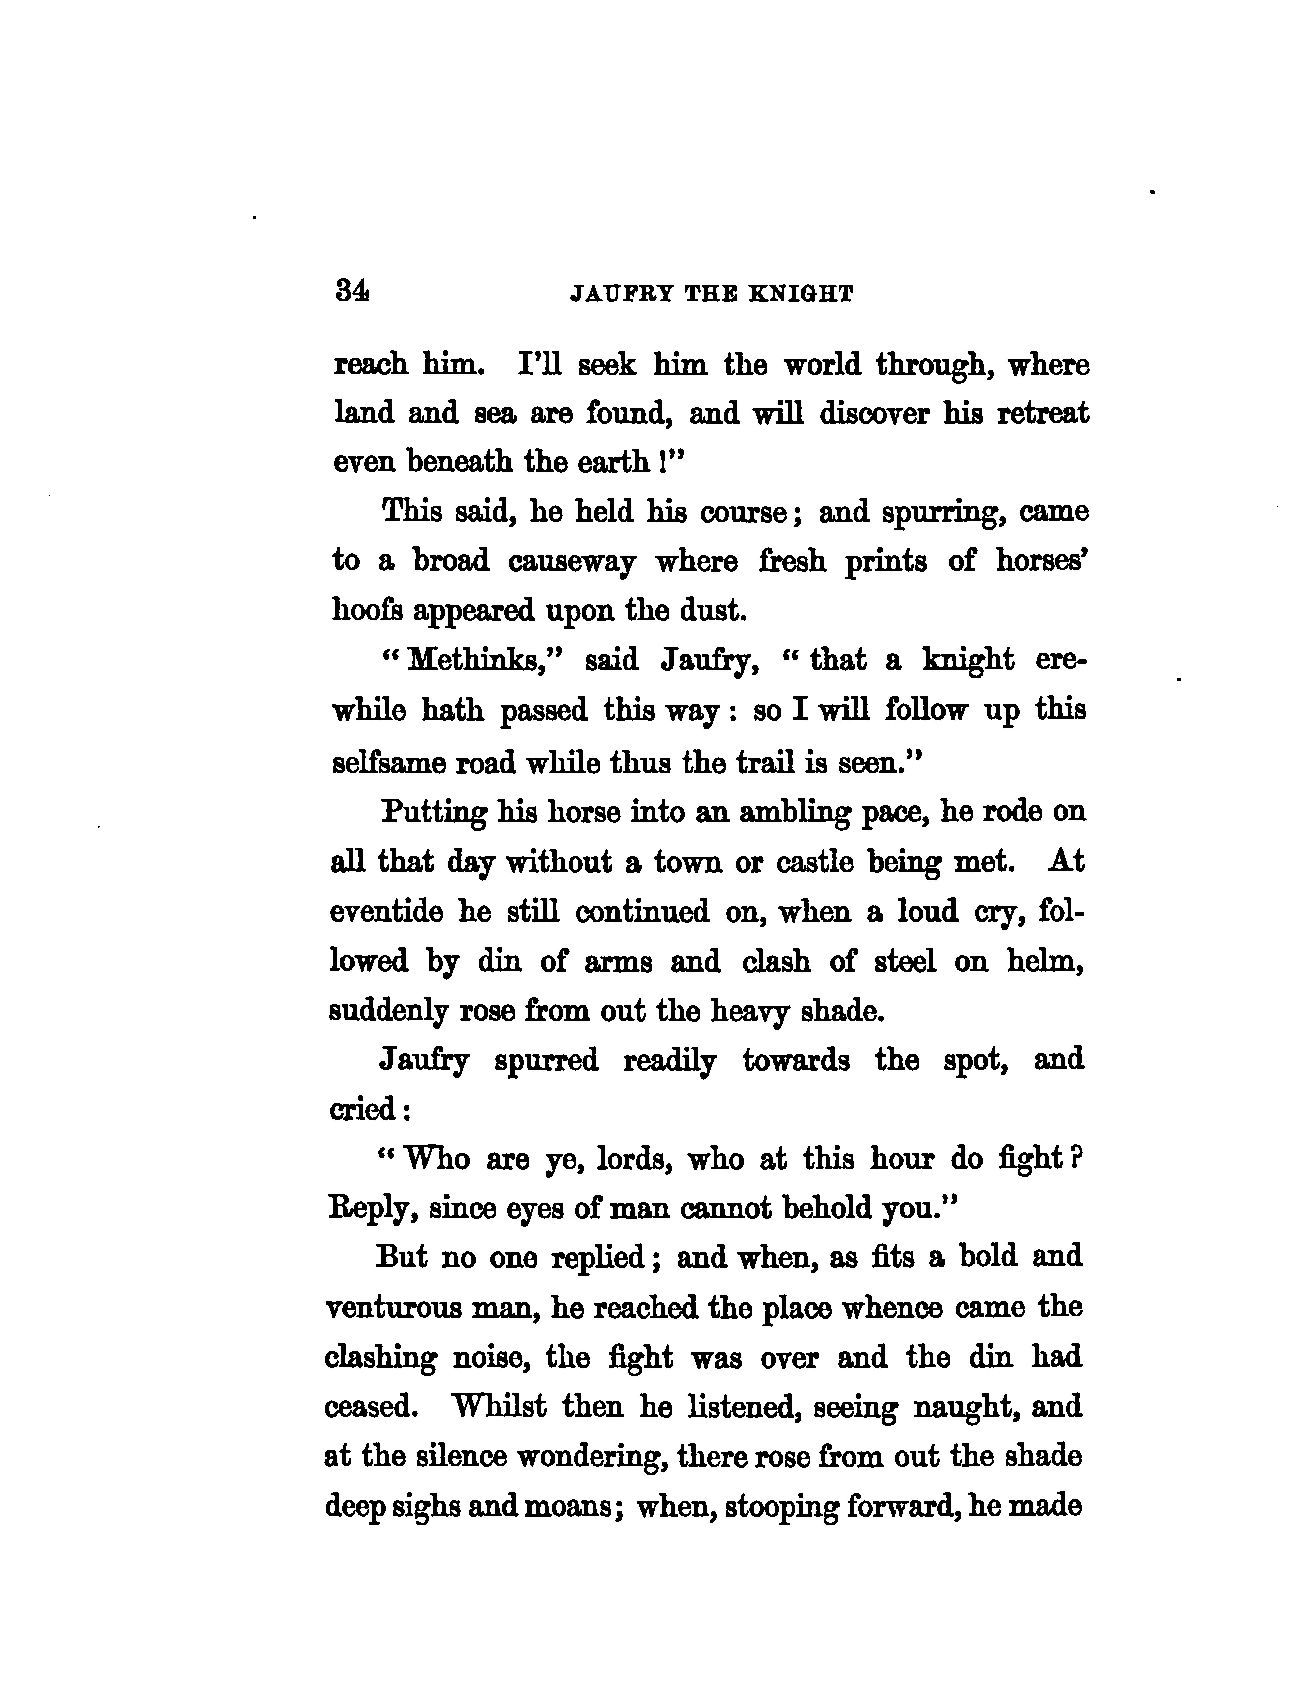 34 JAUFRY THE KNIGHT
reach him. I'll seek him the world through, where
land and sea are found, and will discover his retreat
even beneath the earth!"
This said, he held his course; and spurring, came
to a broad causeway where fresh prints of horses'
hoofs appeared upon the dust.
"Methinks," said Jaufry, "that a knight ere-
while hath passed this way: so I will follow up this
selfsame road while thus the trail is seen."
Putting his horse into an ambling pace, he rode on
all that day without a town or castle being met. At
eventide he still continued on, when a loud cry, fol-
lowed by din of arms and clash of steel on helm,
suddenly rose from out the heavy shade.
Jaufry spurred readily towards the spot, and
cried:
"Who are ye, lords, who at this hour do fight?
Reply, since eyes of man cannot behold you."
But no one replied; and when, as fits a bold and
venturous man, he reached the place whence came the
clashing noise, the fight was over and the din had
ceased. Whilst then he listened, seeing naught, and
at the silence wondering, there rose from out the shade
deep sighs and moans; when, stooping forward, he made